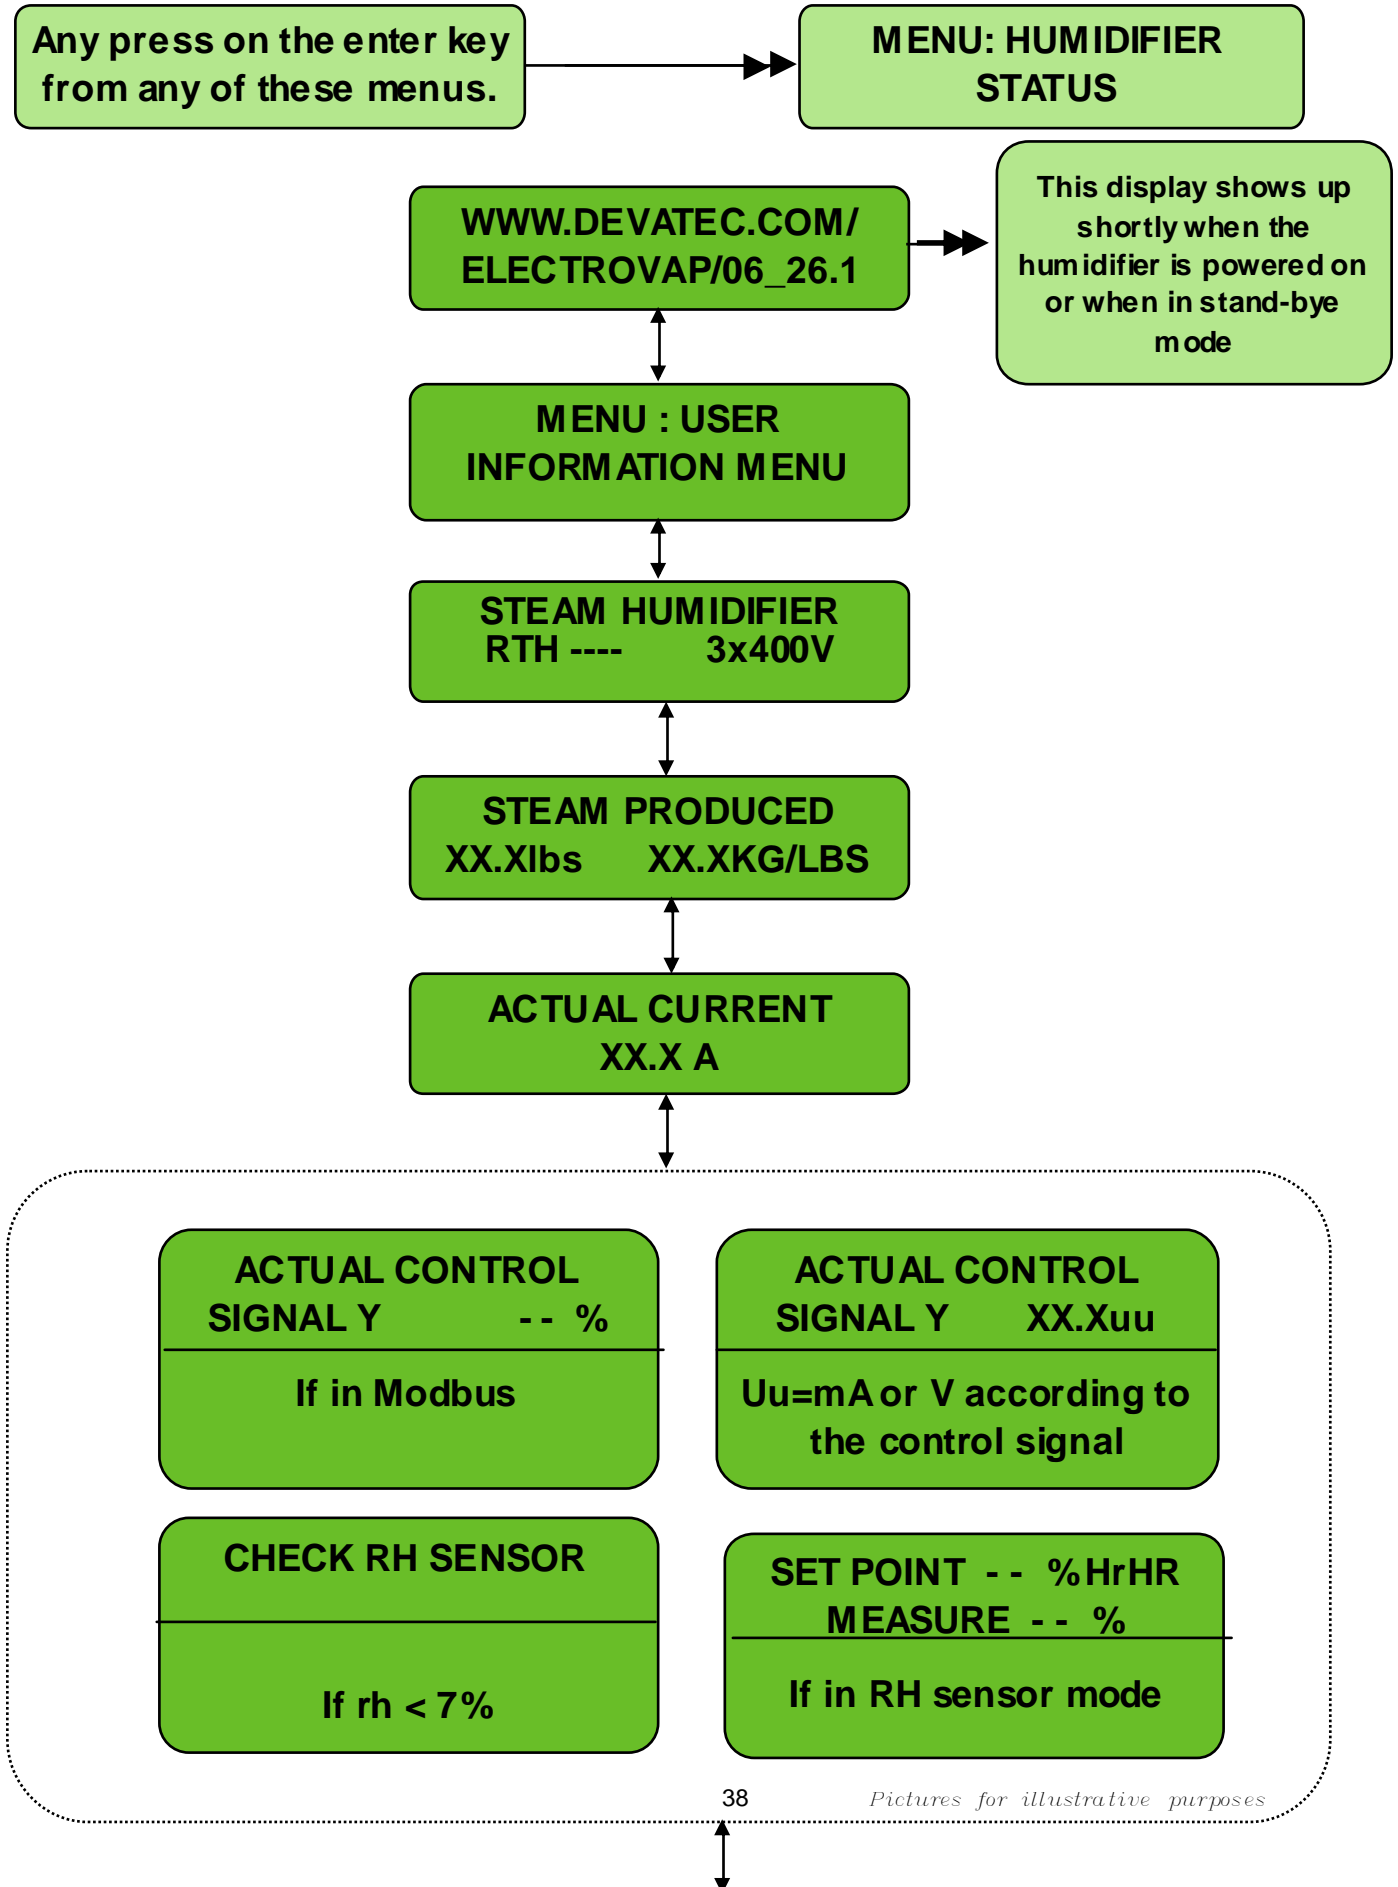 Any press on the enter key
from any of these menus.
MENU: HUMIDIFIER
STATUS
This display shows up
shortly when the
humidifier is powered on
or when in stand-bye
mode
WWW.DEVATEC.COM/
ELECTROVAP/06_26.1
MENU : USER
INFORMATION MENU
STEAM HUMIDIFIER
RTH ---- 3x400V
STEAM PRODUCED
XX.Xlbs XX.XKG/LBS
ACTUAL CURRENT
XX.X A
ACTUAL CONTROL
SIGNAL Y - - %
If in Modbus
ACTUAL CONTROL
SIGNAL Y XX.Xuu
Uu=mA or V according to
the control signal
CHECK RH SENSOR
If rh < 7%
SET POINT - - %HrHR
MEASURE - - %
If in RH sensor mode
38
Pictures for illustrative purposes